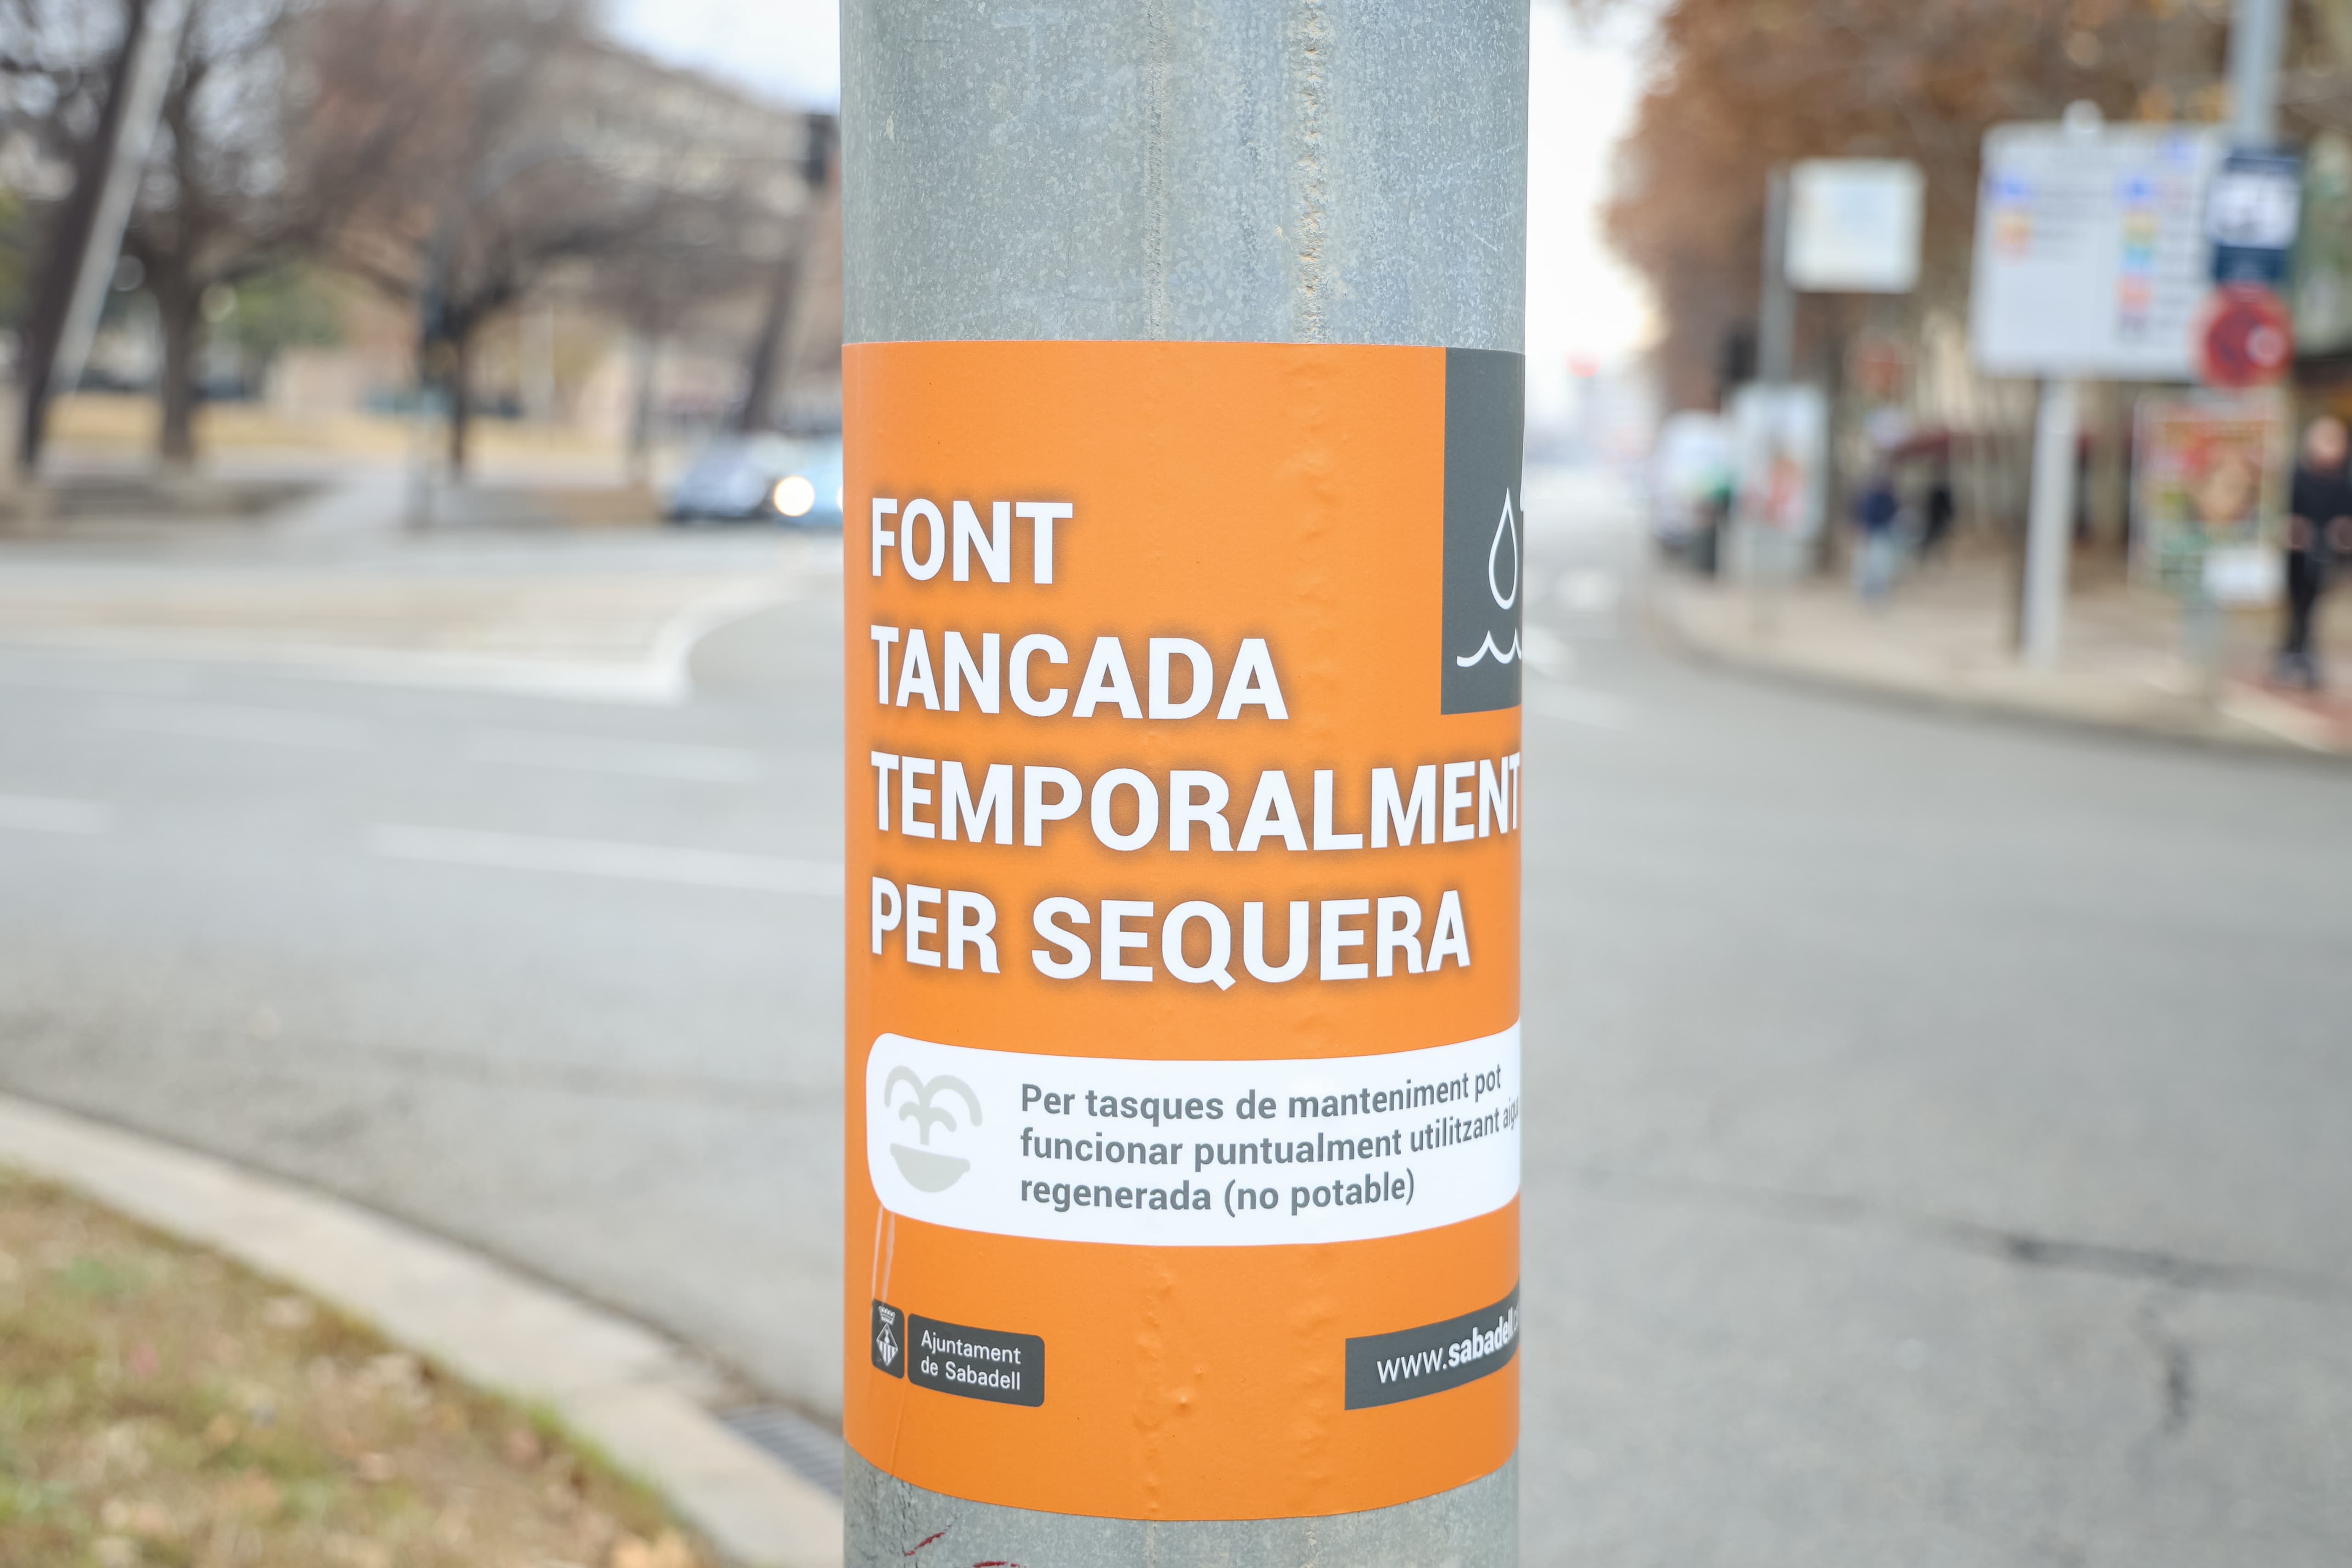 FONT
TANCADA
TEMPORALMENT
PER SEQUERA
Per tasques de manteniment pot
funcionar puntualment utilitzant aigua
regenerada (no potable)
Ajuntament
de Sabadell
www.sabadell